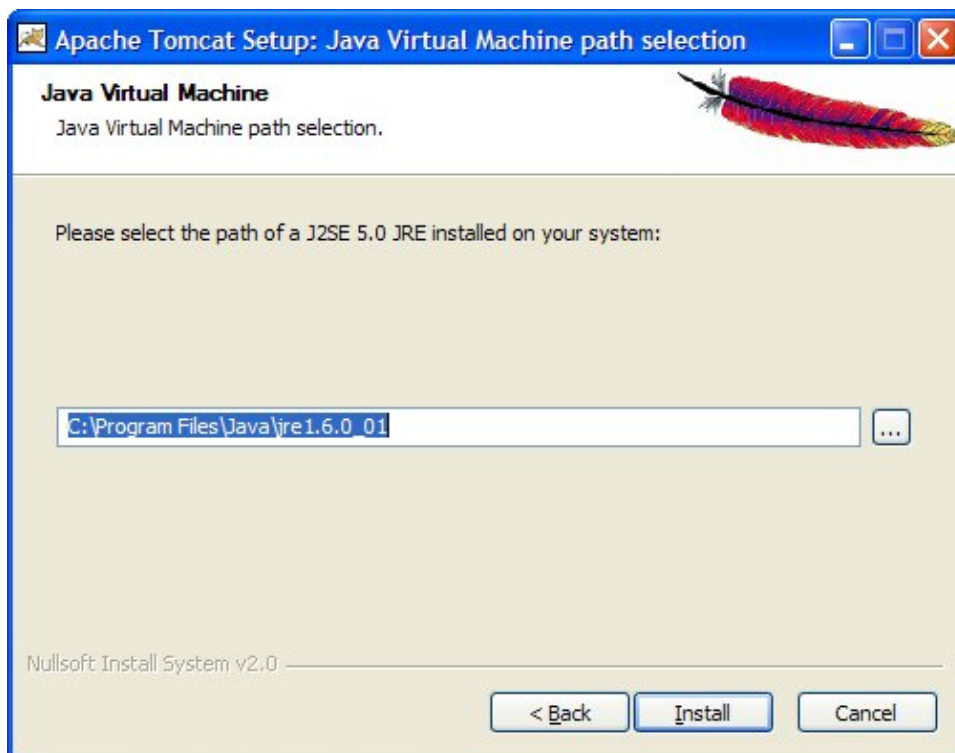 Apache Tomcat Setup: Java Virtual Machine path selection
Java Virtual Machine
Java Virtual Machine path selection.
Please select the path of a J2SE 5.0 JRE installed on your system:
C:\Program Files\Java\jre1.6.0_01
...
Nullsoft Install System v2.0
< Back
Install
Cancel